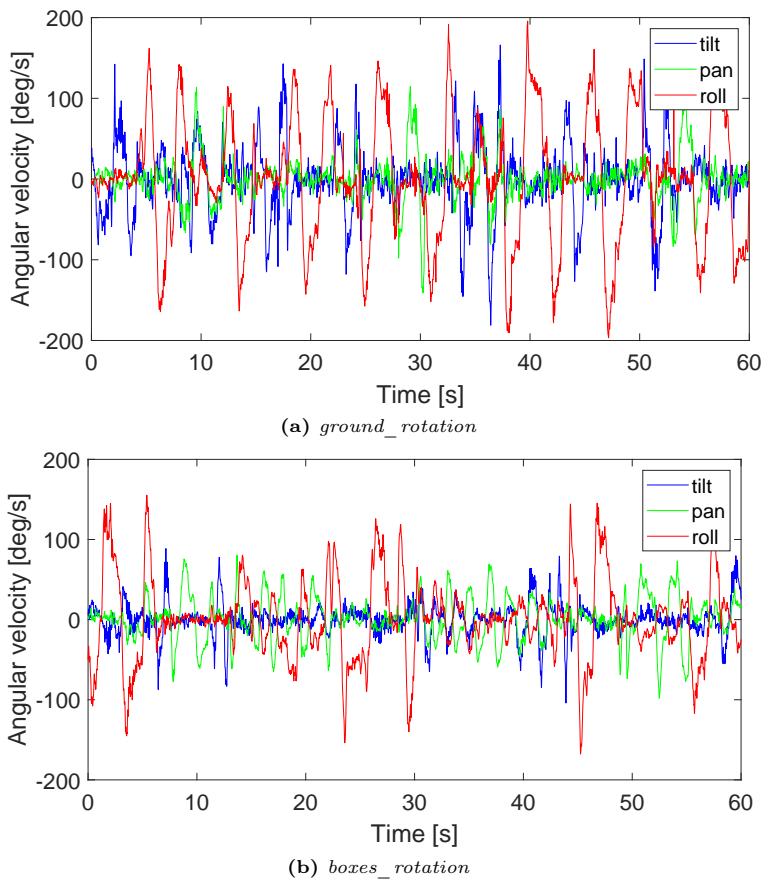 200
100
0
-100
-200
Angular velocity [deg/s]
tilt
pan
roll
0 10 20 30 40 50 60
Time [s]
(a) ground_rotation
200
100
0
-100
-200
Angular velocity [deg/s]
tilt
pan
roll
0 10 20 30 40 50 60
Time [s]
(b) boxes_rotation